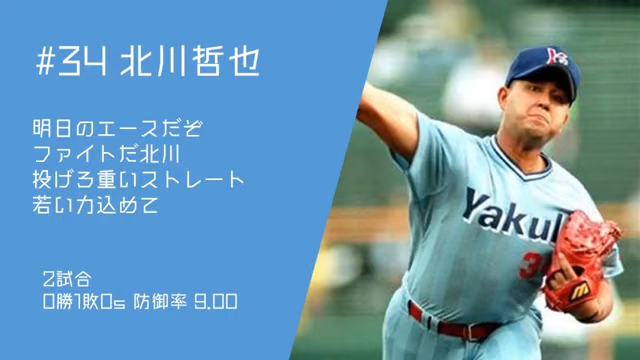 #34 北川哲也
明日のエースだぞ
ファイトだ北川
投げろ重いストレート
若い力込めて
2試合
0勝1敗0s 防御率 9.00
Yakul
3